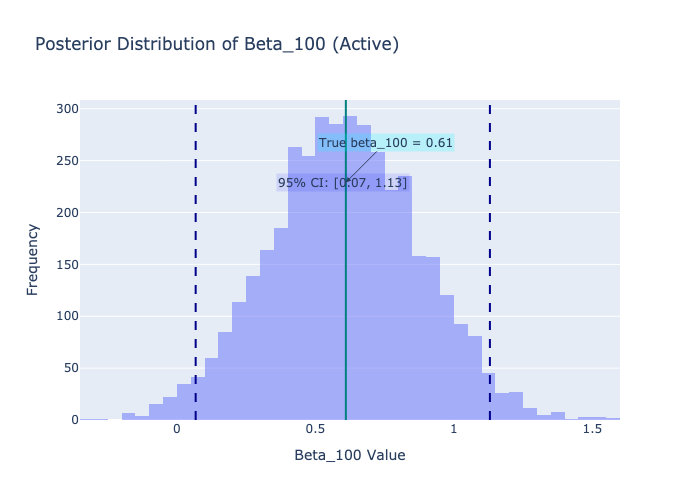 Posterior Distribution of Beta_100 (Active)
300
250
200
150
100
50
0
Frequency
True beta_100 = 0.61
95% CI: [0.07, 1.13]
0
0.5
1
1.5
Beta_100 Value